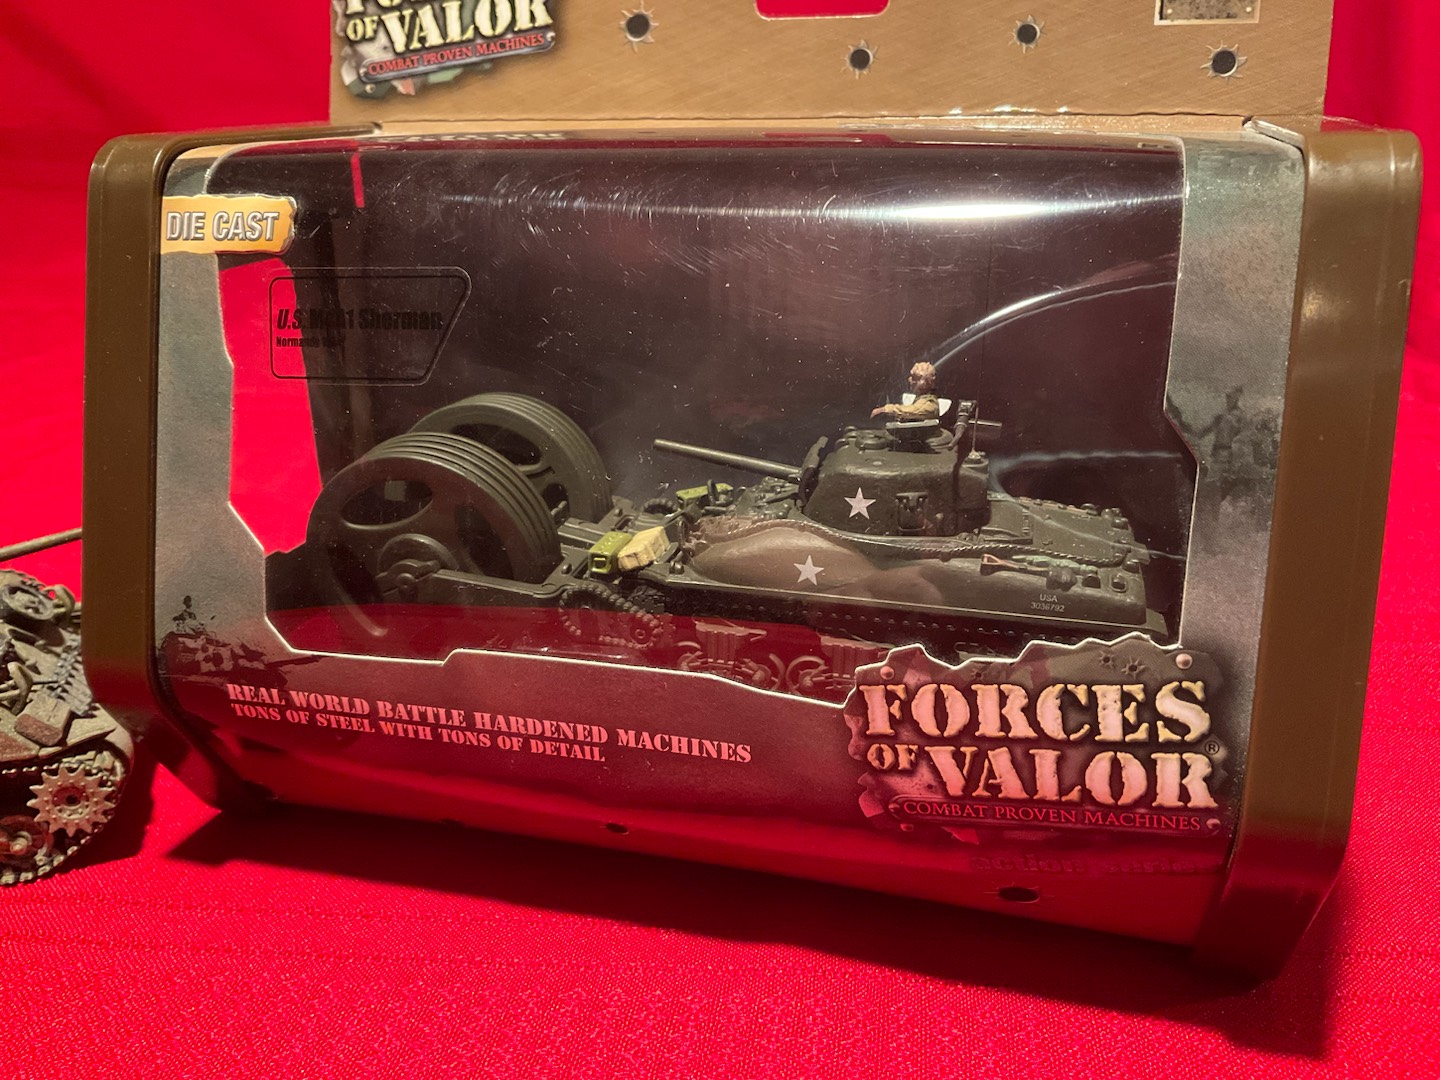 OF VALOR
COMBAT PROVEN MACHINES
DIE CAST
U.S. M4A1 Sherman
USA
3036792
REAL WORLD BATTLE HARDENED MACHINES
TONS OF STEEL WITH TONS OF DETAIL
FORCES
OF VALOR®
COMBAT PROVEN MACHINES